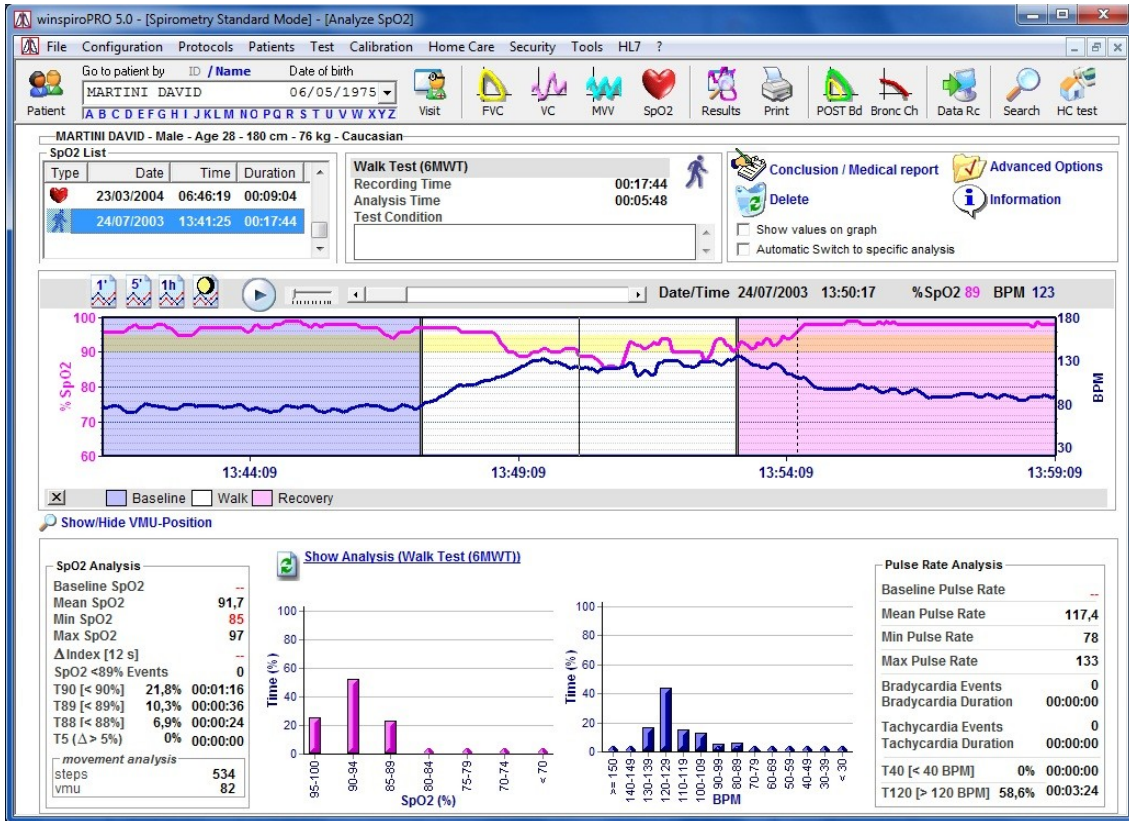 winspiroPRO 5.0 - [Spirometry Standard Mode] - [Analyze SpO2]
File Configuration Protocols Patients Test Calibration Home Care Security Tools HL7 ?
Go to patient by ID / Name Date of birth
MARTINI DAVID 06/05/1975
A B C D E F G H I J K L M N O P Q R S T U V W X Y Z
Patient Visit FVC VC MVV SpO2 Results Print POST Bd Bronc Ch Data Rc Search HC test
MARTINI DAVID - Male - Age 28 - 180 cm - 76 kg - Caucasian
SpO2 List
Type Date Time Duration
23/03/2004 06:46:19 00:09:04
24/07/2003 13:41:25 00:17:44
Walk Test (6MWT)
Recording Time 00:17:44
Analysis Time 00:05:48
Test Condition
Conclusion / Medical report Advanced Options
Delete Information
Show values on graph
Automatic Switch to specific analysis
1' 5' 1h
Date/Time 24/07/2003 13:50:17 %SpO2 89 BPM 123
100
90
80
70
60
% SpO2
180
130
80
30
BPM
13:44:09 13:49:09 13:54:09 13:59:09
Baseline Walk Recovery
Show/Hide VMU-Position
SpO2 Analysis
Baseline SpO2 --
Mean SpO2 91,7
Min SpO2 85
Max SpO2 97
ΔIndex [12 s] --
SpO2 <89% Events 0
T90 [< 90%] 21,8% 00:01:16
T89 [< 89%] 10,3% 00:00:36
T88 [< 88%] 6,9% 00:00:24
T5 (Δ> 5%) 0% 00:00:00
movement analysis
steps 534
vmu 82
Show Analysis (Walk Test (6MWT))
Time (%)
100
80
60
40
20
0
95-100 90-94 85-89 80-84 75-79 70-74 < 70
SpO2 (%)
Time (%)
100
80
60
40
20
0
>= 150 140-149 130-139 120-129 110-119 100-109 90-99 80-89 70-79 60-69 50-59 40-49 30-39 < 30
BPM
Pulse Rate Analysis
Baseline Pulse Rate --
Mean Pulse Rate 117,4
Min Pulse Rate 78
Max Pulse Rate 133
Bradycardia Events 0
Bradycardia Duration 00:00:00
Tachycardia Events 0
Tachycardia Duration 00:00:00
T40 [< 40 BPM] 0% 00:00:00
T120 [> 120 BPM] 58,6% 00:03:24